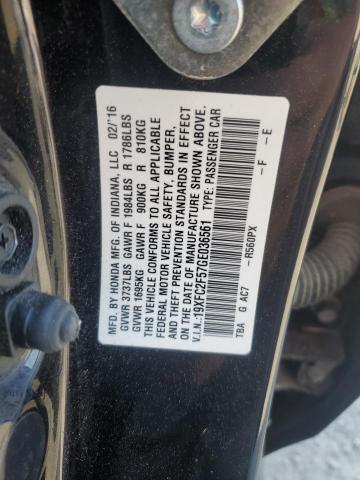 MFD. BY HONDA MFG. OF INDIANA, LLC 02/'16
GVWR 3737LBS GAWR F 1984LBS R 1786LBS
GVWR 1695KG GAWR F 900KG R 810KG
THIS VEHICLE CONFORMS TO ALL APPLICABLE
FEDERAL MOTOR VEHICLE SAFETY, BUMPER,
AND THEFT PREVENTION STANDARDS IN EFFECT
ON THE DATE OF MANUFACTURE SHOWN ABOVE.
V.I.N.:19XFC2F57GE036561 TYPE: PASSENGER CAR
TBA G AC7 -R560PX -F -E